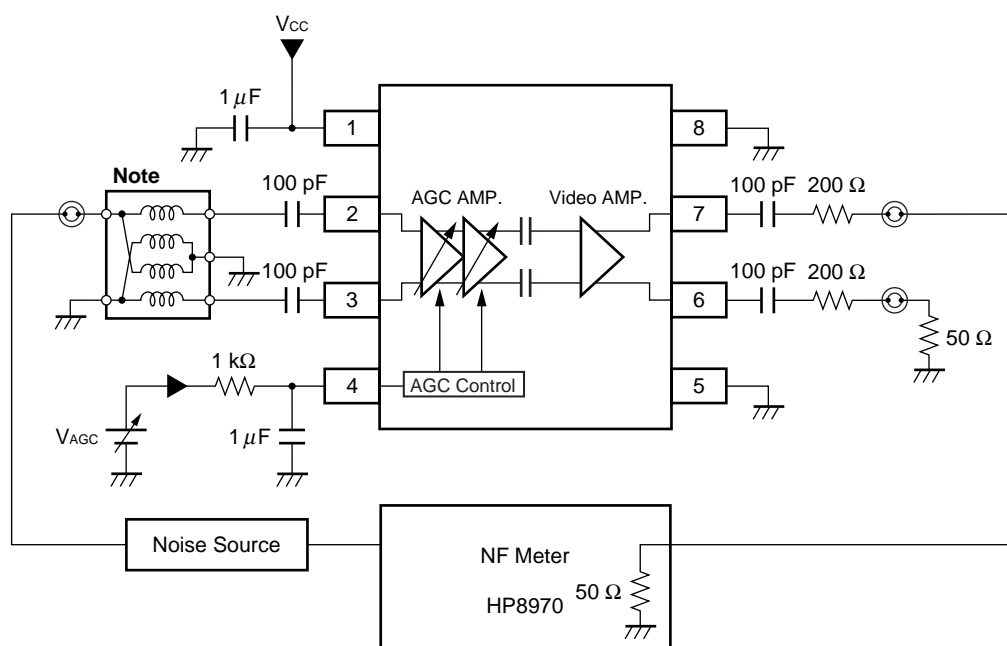 VCC
1 μF
1
8
Note
100 pF
2
AGC AMP.
Video AMP.
7
100 pF
200 Ω
100 pF
3
100 pF
200 Ω
6
50 Ω
1 kΩ
4
AGC Control
5
VAGC
1 μF
Noise Source
NF Meter
HP8970
50 Ω